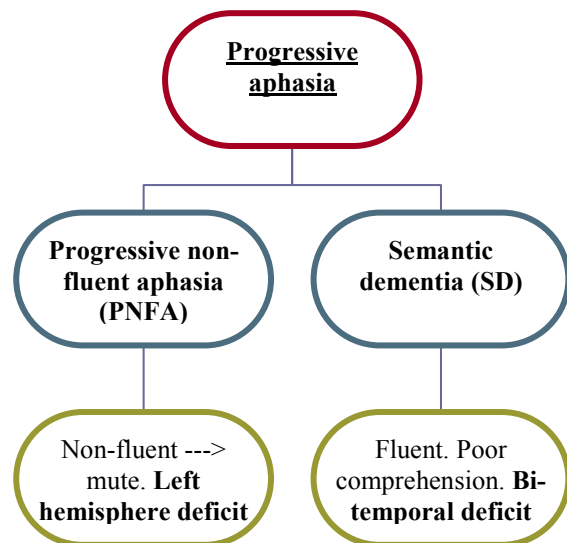 Progressive
aphasia
Progressive non-
fluent aphasia
(PNFA)
Semantic
dementia (SD)
Non-fluent --->
mute. Left
hemisphere deficit
Fluent. Poor
comprehension. Bi-
temporal deficit